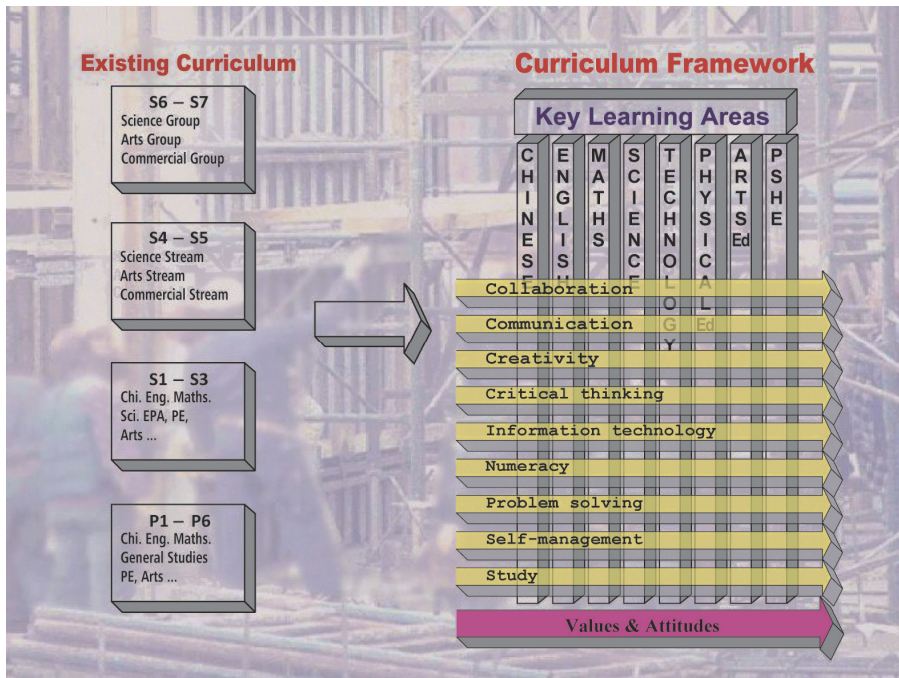 Existing Curriculum
S6 – S7
Science Group
Arts Group
Commercial Group
S4 – S5
Science Stream
Arts Stream
Commercial Stream
S1 – S3
Chi. Eng. Maths.
Sci. EPA, PE,
Arts ...
P1 – P6
Chi. Eng. Maths.
General Studies
PE, Arts ...
Curriculum Framework
Key Learning Areas
CHINESE
ENGLISH
MATHS
SCIENCE
TECHNOLOGY
PHYSICAL Ed
ARTS Ed
PSHE
Collaboration
Communication
Creativity
Critical thinking
Information technology
Numeracy
Problem solving
Self-management
Study
Values & Attitudes